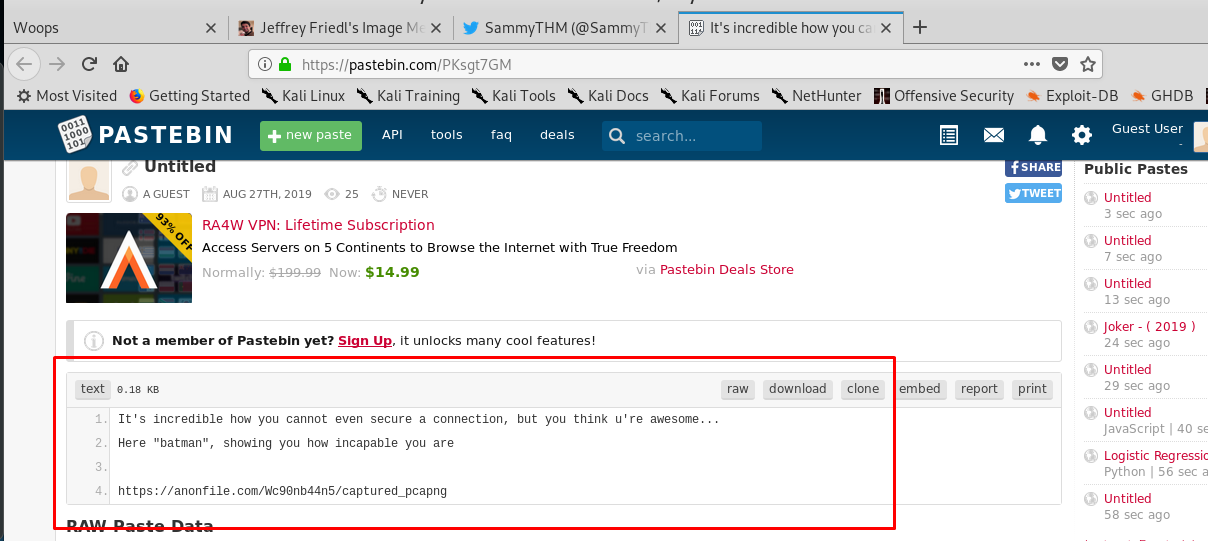 Woops
Jeffrey Friedl's Image Me
SammyTHM (@SammyT
It's incredible how you ca
https://pastebin.com/PKsgt7GM
Most Visited Getting Started Kali Linux Kali Training Kali Tools Kali Docs Kali Forums NetHunter Offensive Security Exploit-DB GHDB
PASTEBIN new paste API tools faq deals search... Guest User
-
Untitled
A GUEST AUG 27TH, 2019 25 NEVER
SHARE
TWEET
93% OFF
RA4W VPN: Lifetime Subscription
Access Servers on 5 Continents to Browse the Internet with True Freedom
Normally: $199.99 Now: $14.99 via Pastebin Deals Store
Not a member of Pastebin yet? Sign Up, it unlocks many cool features!
text 0.18 KB raw download clone embed report print
1. It's incredible how you cannot even secure a connection, but you think u're awesome...
2. Here "batman", showing you how incapable you are
3.
4. https://anonfile.com/Wc90nb44n5/captured_pcapng
RAW Paste Data
Public Pastes
Untitled
3 sec ago
Untitled
7 sec ago
Untitled
13 sec ago
Joker - ( 2019 )
24 sec ago
Untitled
29 sec ago
Untitled
JavaScript | 40 se
Logistic Regressio
Python | 56 sec a
Untitled
58 sec ago